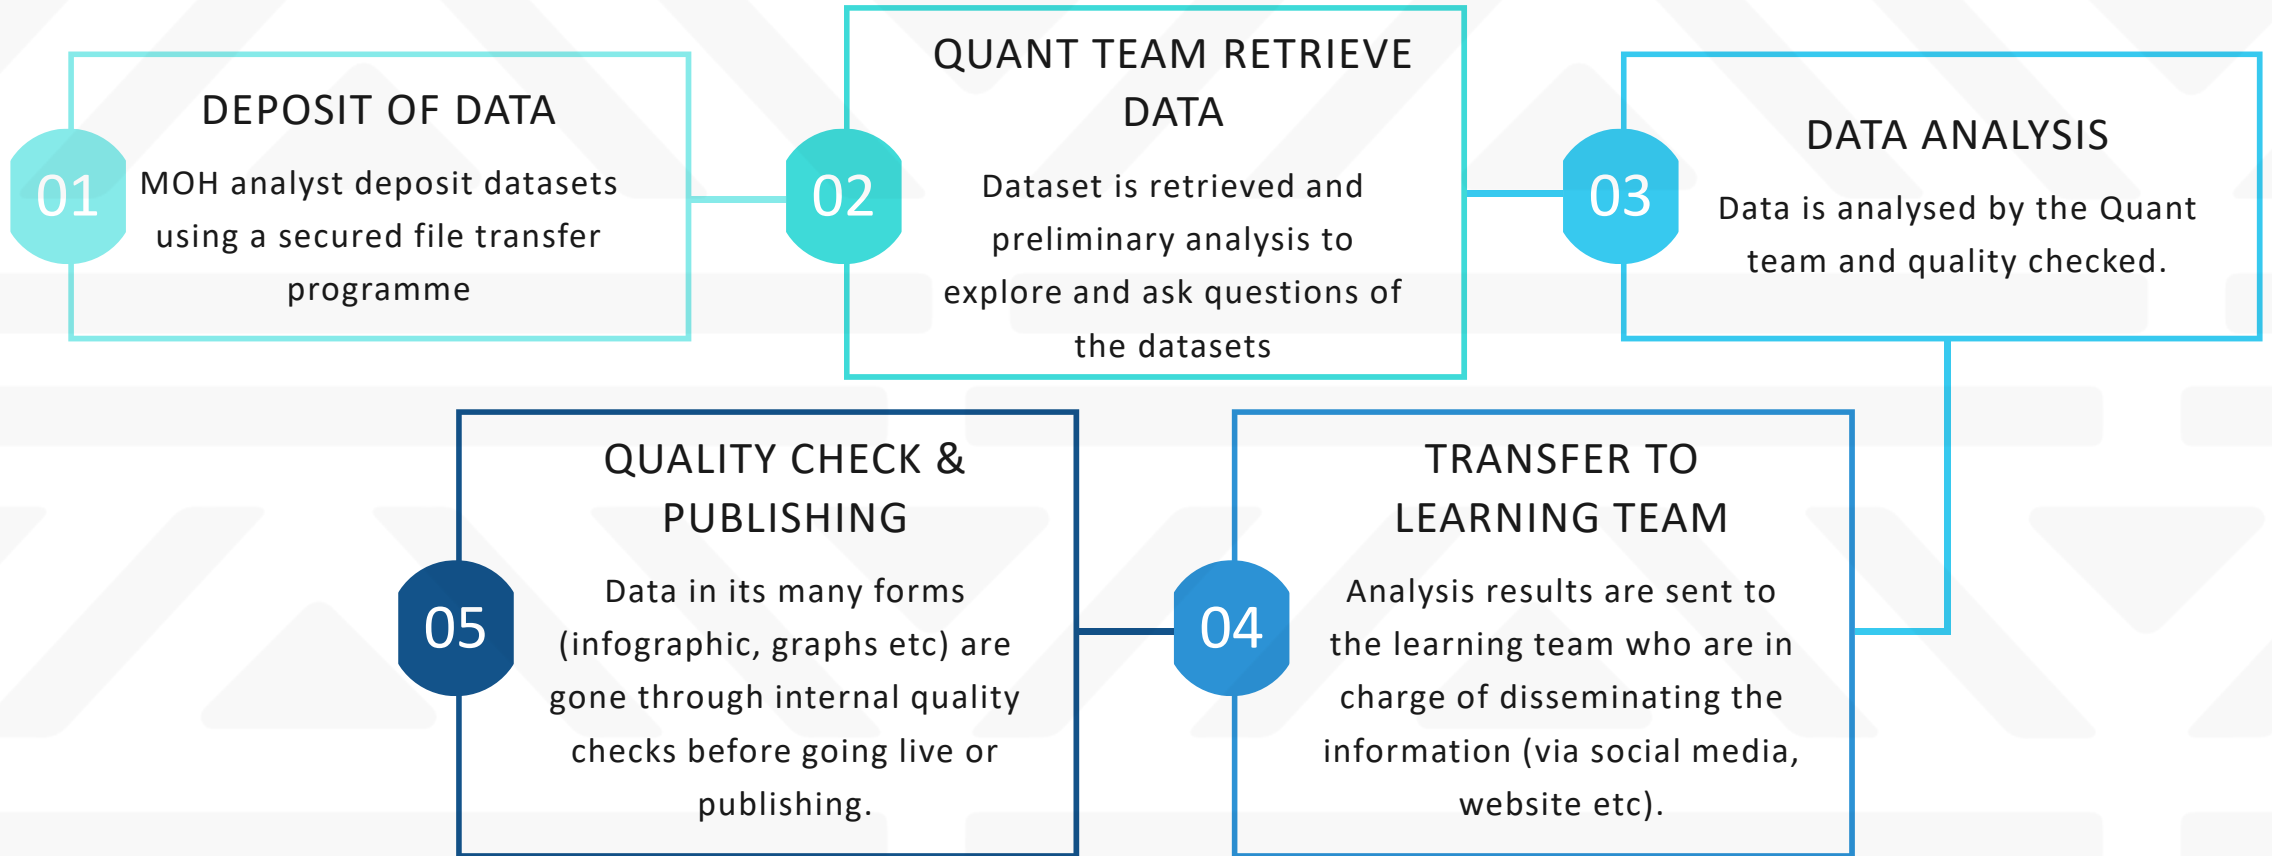 01
DEPOSIT OF DATA
MOH analyst deposit datasets
using a secured file transfer
programme
02
QUANT TEAM RETRIEVE
DATA
Dataset is retrieved and
preliminary analysis to
explore and ask questions of
the datasets
03
DATA ANALYSIS
Data is analysed by the Quant
team and quality checked.
04
TRANSFER TO
LEARNING TEAM
Analysis results are sent to
the learning team who are in
charge of disseminating the
information (via social media,
website etc).
05
QUALITY CHECK &
PUBLISHING
Data in its many forms
(infographic, graphs etc) are
gone through internal quality
checks before going live or
publishing.